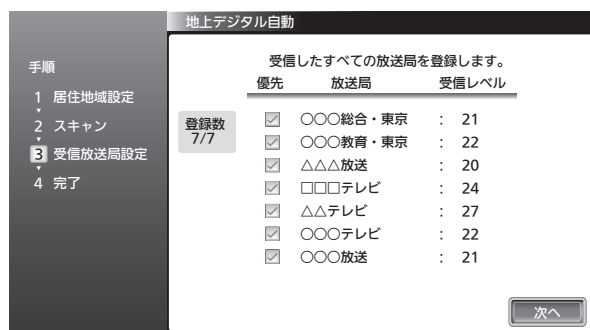 地上デジタル自動
手順
1 居住地域設定
2 スキャン
3 受信放送局設定
4 完了
受信したすべての放送局を登録します。
優先 放送局 受信レベル
登録数
7/7
○○○総合・東京 : 21
○○○教育・東京 : 22
△△△放送 : 20
□□□テレビ : 24
△△テレビ : 27
○○○テレビ : 22
○○○放送 : 21
次へ